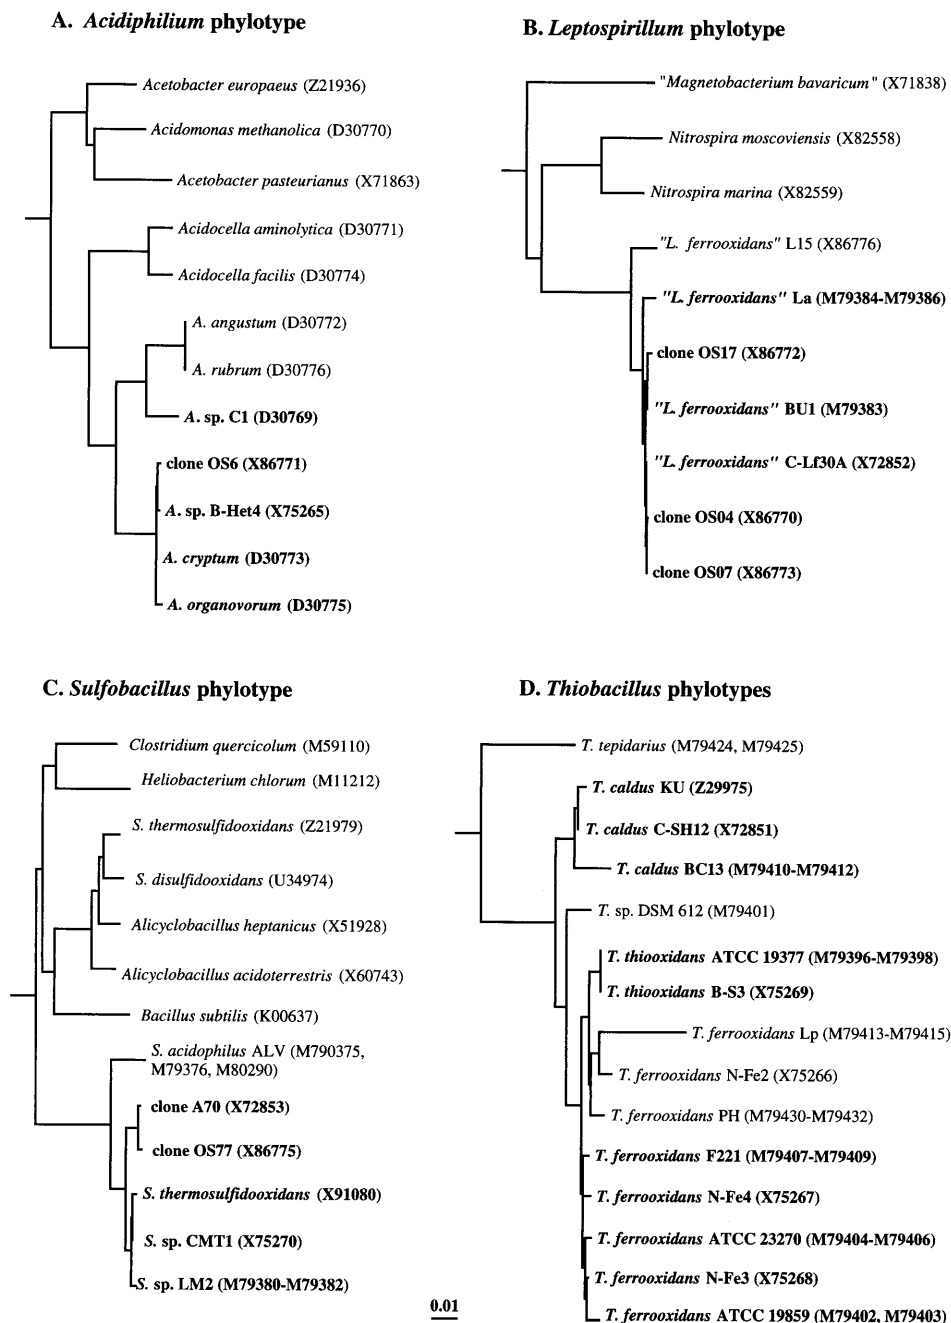 A. Acidiphilium phylotype
Acetobacter europaeus (Z21936)
Acidomonas methanolica (D30770)
Acetobacter pasteurianus (X71863)
Acidocella aminolytica (D30771)
Acidocella facilis (D30774)
A. angustum (D30772)
A. rubrum (D30776)
A. sp. C1 (D30769)
clone OS6 (X86771)
A. sp. B-Het4 (X75265)
A. cryptum (D30773)
A. organovorum (D30775)
B. Leptospirillum phylotype
"Magnetobacterium bavaricum" (X71838)
Nitrospira moscoviensis (X82558)
Nitrospira marina (X82559)
"L. ferrooxidans" L15 (X86776)
"L. ferrooxidans" La (M79384-M79386)
clone OS17 (X86772)
"L. ferrooxidans" BU1 (M79383)
"L. ferrooxidans" C-Lf30A (X72852)
clone OS04 (X86770)
clone OS07 (X86773)
C. Sulfobacillus phylotype
Clostridium quercicolum (M59110)
Heliobacterium chlorum (M11212)
S. thermosulfidooxidans (Z21979)
S. disulfidooxidans (U34974)
Alicyclobacillus heptanicus (X51928)
Alicyclobacillus acidoterrestris (X60743)
Bacillus subtilis (K00637)
S. acidophilus ALV (M790375,
M79376, M80290)
clone A70 (X72853)
clone OS77 (X86775)
S. thermosulfidooxidans (X91080)
S. sp. CMT1 (X75270)
S. sp. LM2 (M79380-M79382)
D. Thiobacillus phylotypes
T. tepidarius (M79424, M79425)
T. caldus KU (Z29975)
T. caldus C-SH12 (X72851)
T. caldus BC13 (M79410-M79412)
T. sp. DSM 612 (M79401)
T. thiooxidans ATCC 19377 (M79396-M79398)
T. thiooxidans B-S3 (X75269)
T. ferrooxidans Lp (M79413-M79415)
T. ferrooxidans N-Fe2 (X75266)
T. ferrooxidans PH (M79430-M79432)
T. ferrooxidans F221 (M79407-M79409)
T. ferrooxidans N-Fe4 (X75267)
T. ferrooxidans ATCC 23270 (M79404-M79406)
T. ferrooxidans N-Fe3 (X75268)
T. ferrooxidans ATCC 19859 (M79402, M79403)
0.01